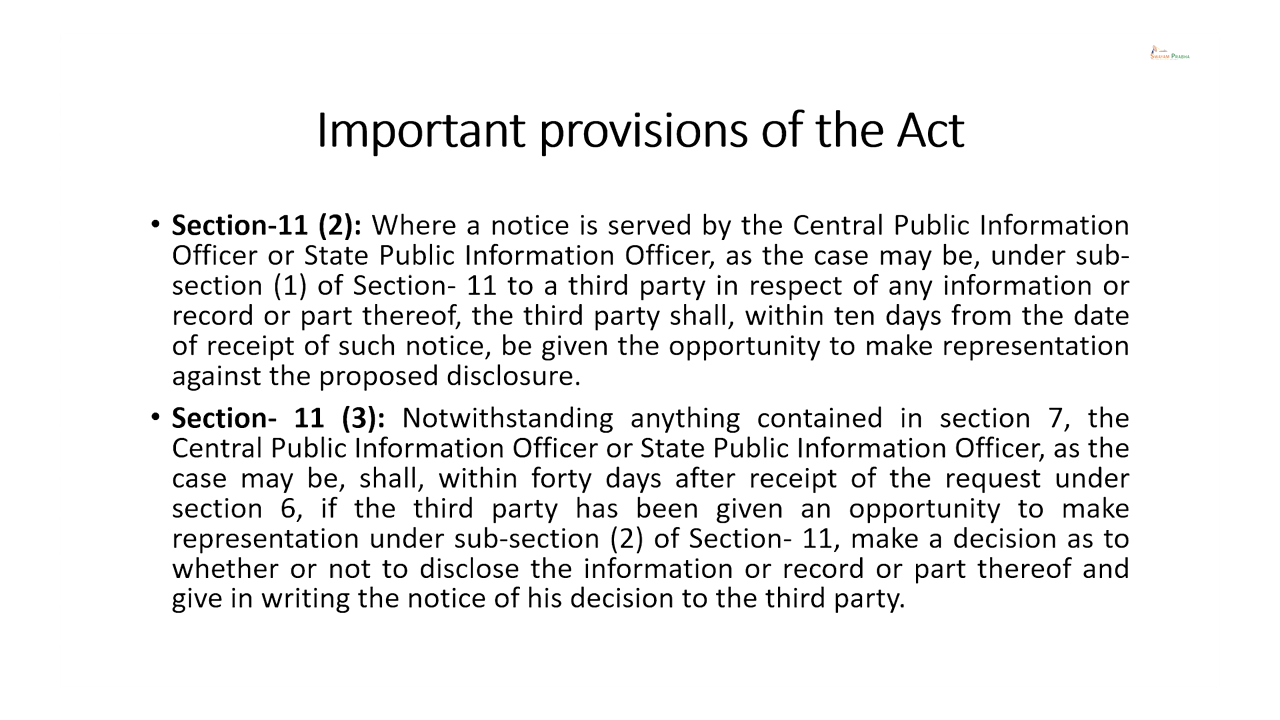 Important provisions of the Act
• Section-11 (2): Where a notice is served by the Central Public Information
Officer or State Public Information Officer, as the case may be, under sub-
section (1) of Section- 11 to a third party in respect of any information or
record or part thereof, the third party shall, within ten days from the date
of receipt of such notice, be given the opportunity to make representation
against the proposed disclosure.
• Section- 11 (3): Notwithstanding anything contained in section 7, the
Central Public Information Officer or State Public Information Officer, as the
case may be, shall, within forty days after receipt of the request under
section 6, if the third party has been given an opportunity to make
representation under sub-section (2) of Section- 11, make a decision as to
whether or not to disclose the information or record or part thereof and
give in writing the notice of his decision to the third party.